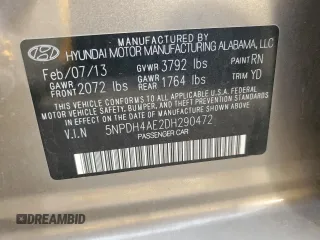 MANUFACTURED BY
HYUNDAI MOTOR MANUFACTURING ALABAMA, LLC
Feb/07/13 GVWR 3792 lbs PAINT RN
GAWR FRONT 2072 lbs GAWR REAR 1764 lbs TRIM YD
THIS VEHICLE CONFORMS TO ALL APPLICABLE U.S. FEDERAL
MOTOR VEHICLE SAFETY, BUMPER, AND THEFT PREVENTION
STANDARDS IN EFFECT ON THE DATE OF MANUFACTURE SHOWN ABOVE.
V.I.N 5NPDH4AE2DH290472
PASSENGER CAR
© DREAMBID
dreambid.com